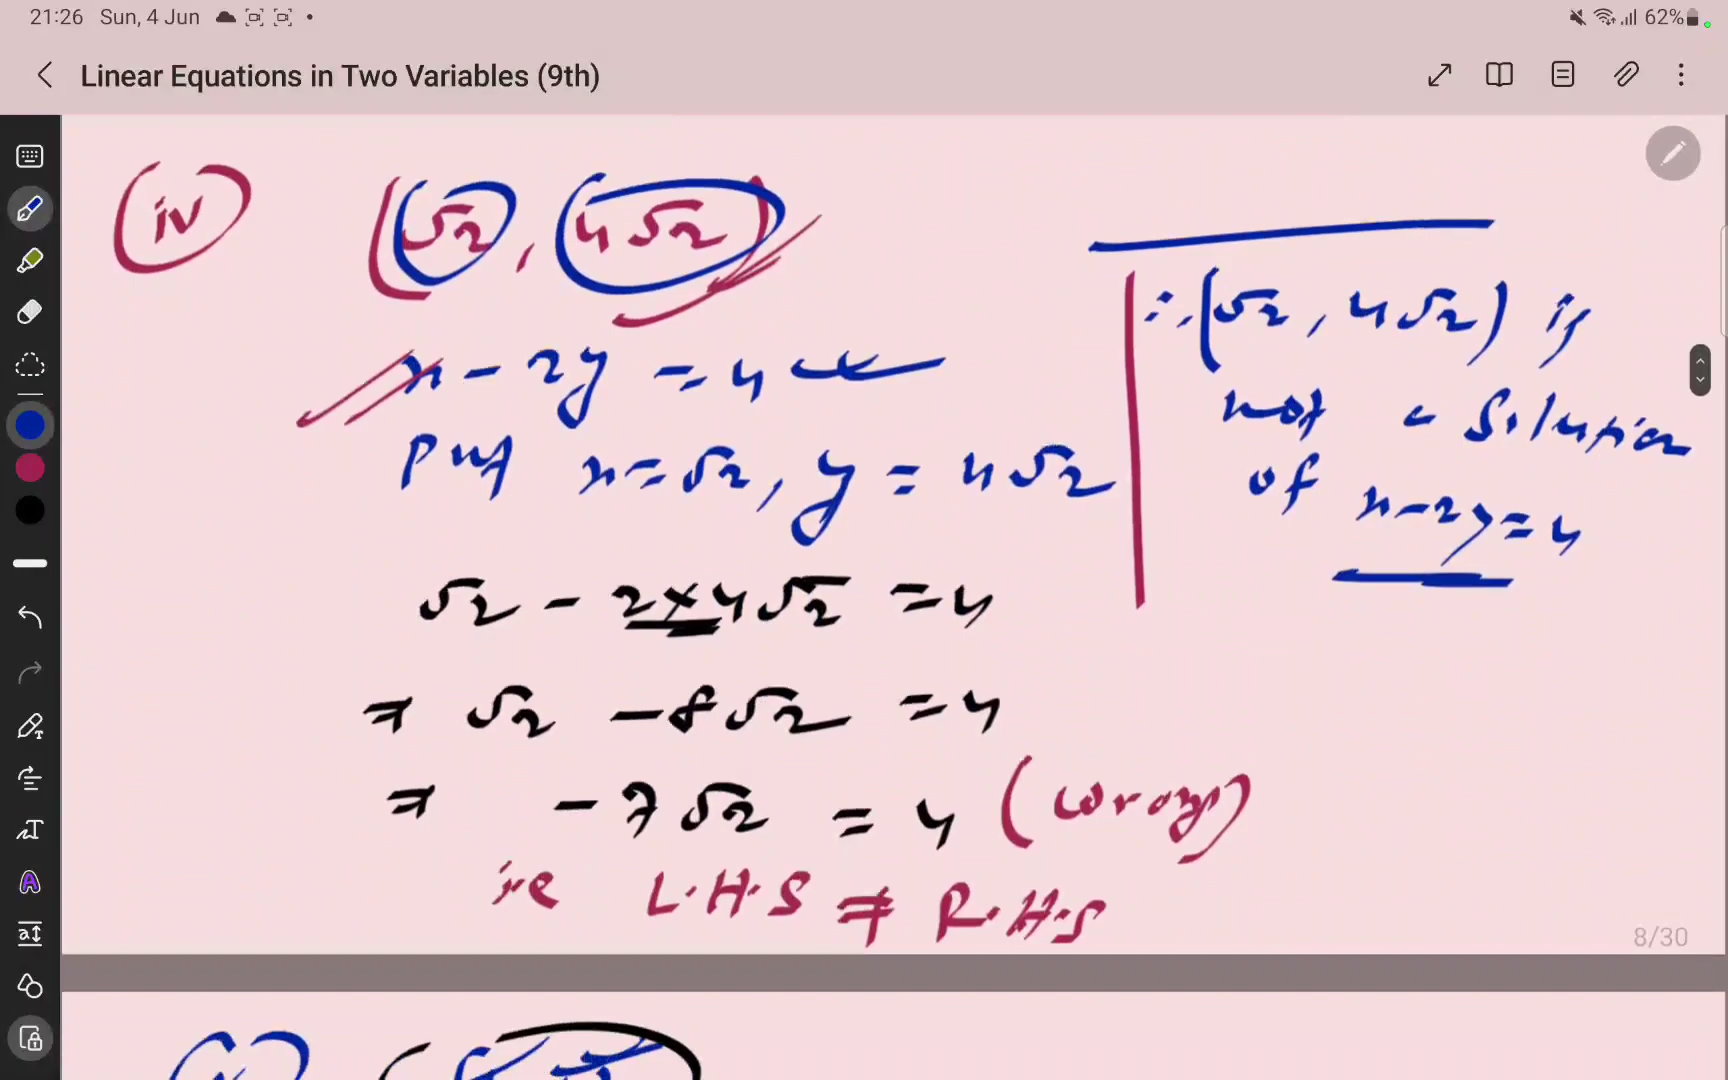 21:26 Sun, 4 Jun
62%
Linear Equations in Two Variables (9th)
(iv) (√2, 4√2)
x - 2y = 4
Put x = √2, y = 4√2
√2 - 2×4√2 = 4
⇒ √2 - 8√2 = 4
⇒ - 7√2 = 4 (wrong)
i.e L.H.S ≠ R.H.S
∴ (√2, 4√2) is
not a Solution
of x-2y=4
8/30